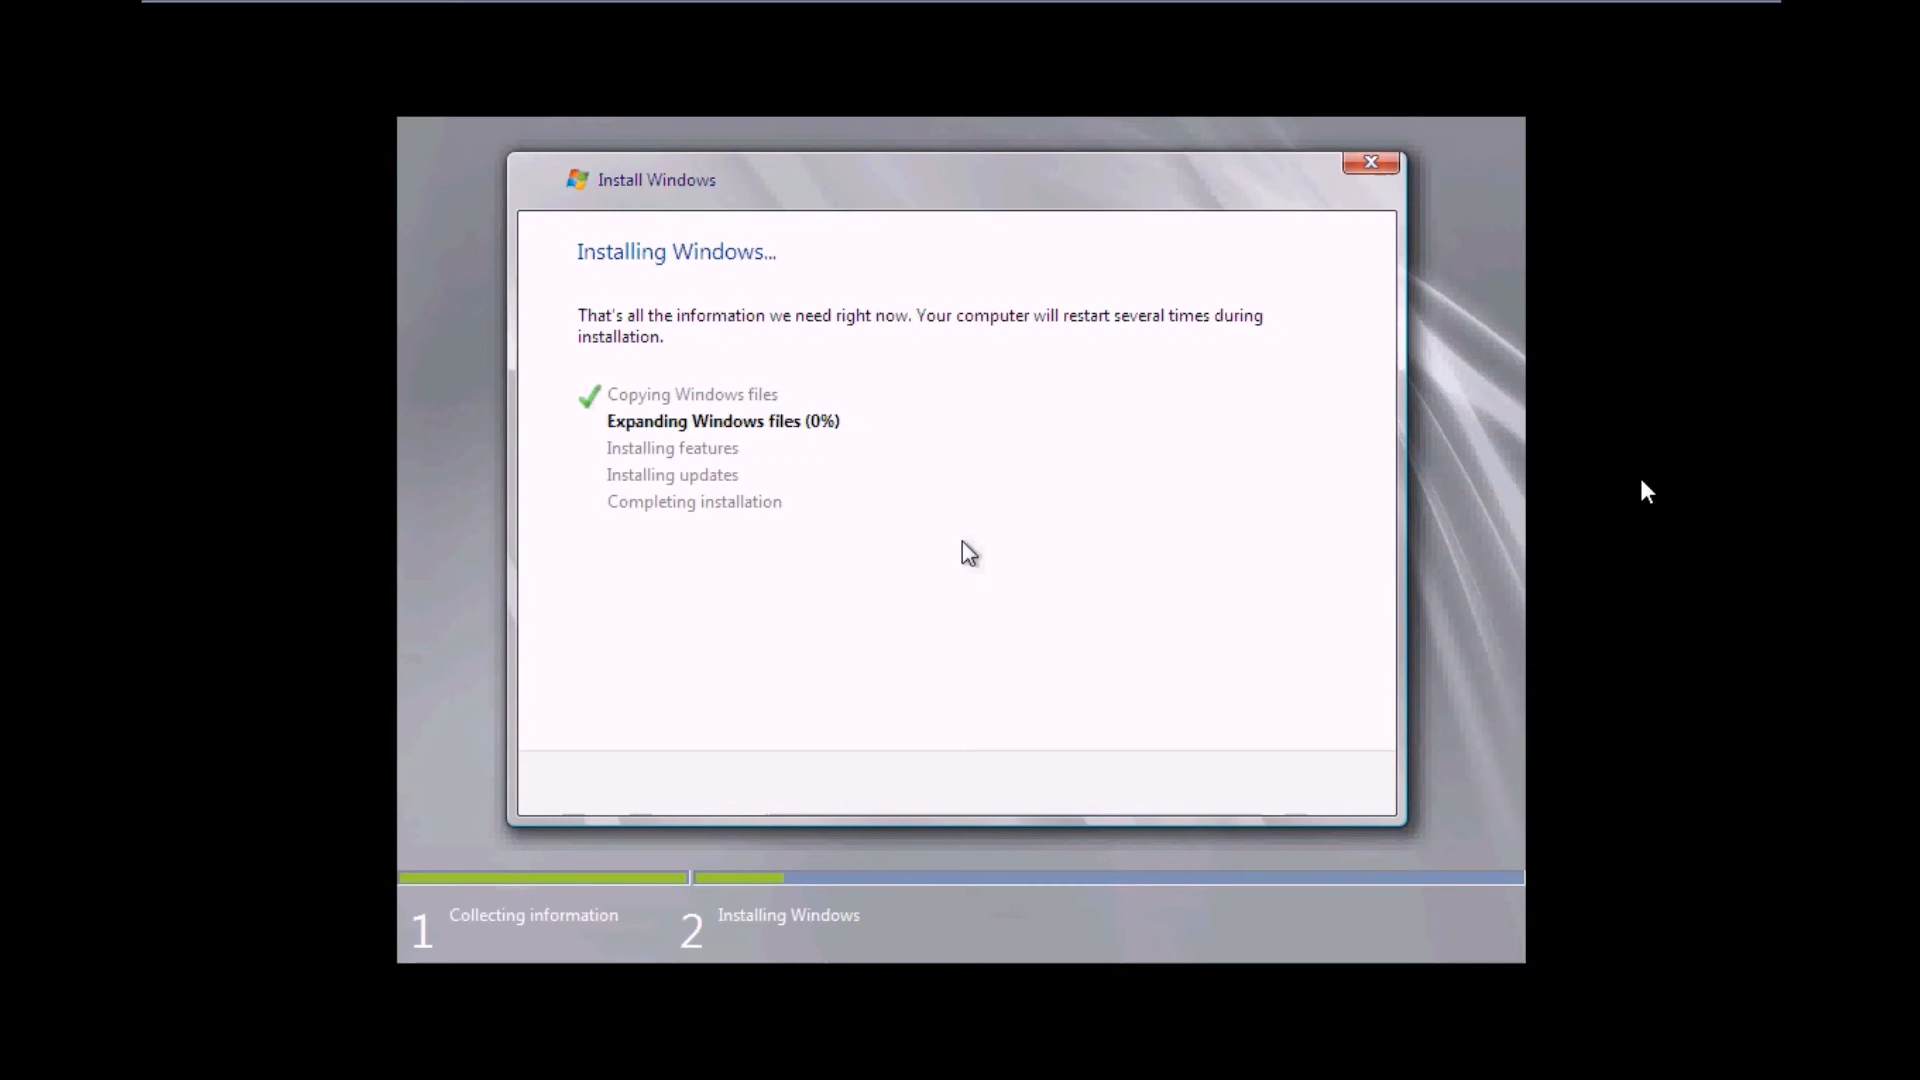 Install Windows
Installing Windows...
That's all the information we need right now. Your computer will restart several times during
installation.
Copying Windows files
Expanding Windows files (0%)
Installing features
Installing updates
Completing installation
1 Collecting information
2 Installing Windows